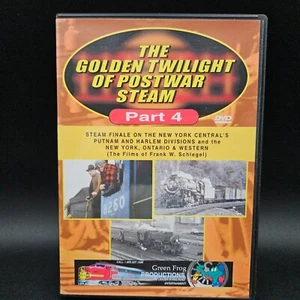 THE
GOLDEN TWILIGHT
OF POSTWAR
STEAM
Part 4
DVD
STEAM FINALE ON THE NEW YORK CENTRAL'S
PUTNAM AND HARLEM DIVISIONS and the
NEW YORK, ONTARIO & WESTERN
(The Films of Frank W. Schlegel)
Green Frog
PRODUCTIONS